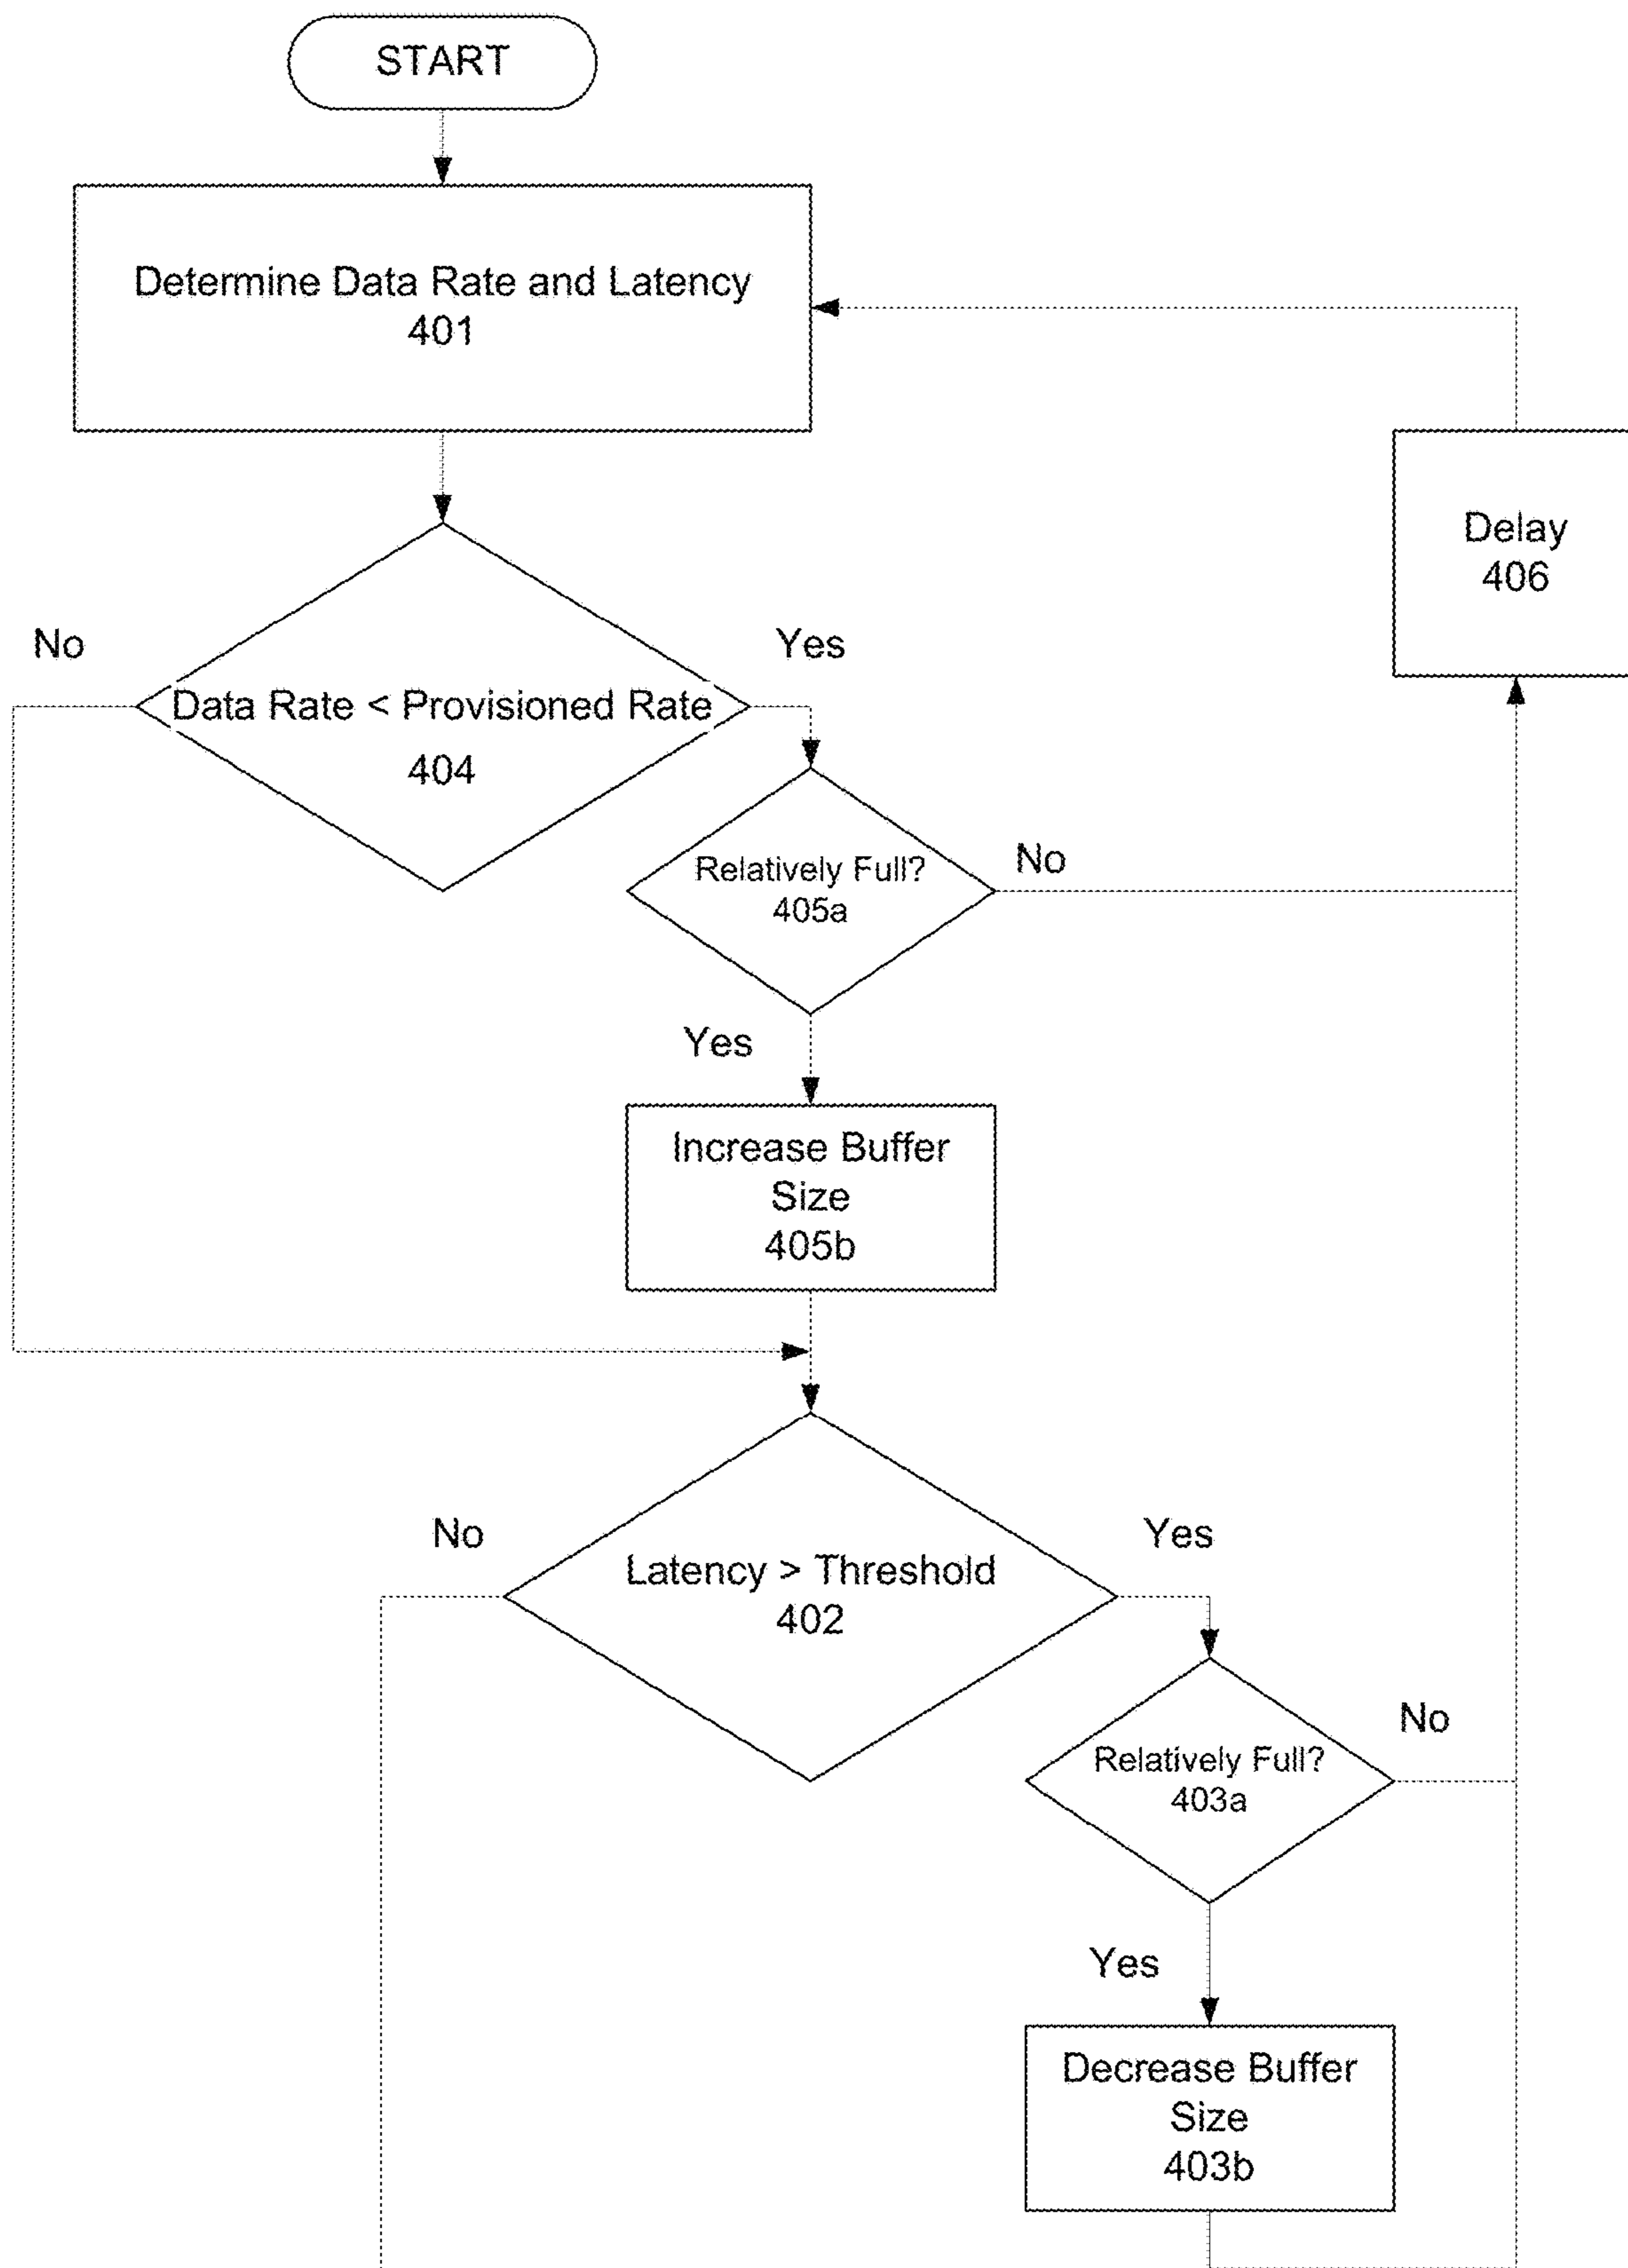 START
Determine Data Rate and Latency
401
Delay
406
No
Yes
Data Rate < Provisioned Rate
404
Relatively Full?
405a
No
Yes
Increase Buffer
Size
405b
No
Yes
Latency > Threshold
402
Relatively Full?
403a
No
Yes
Decrease Buffer
Size
403b